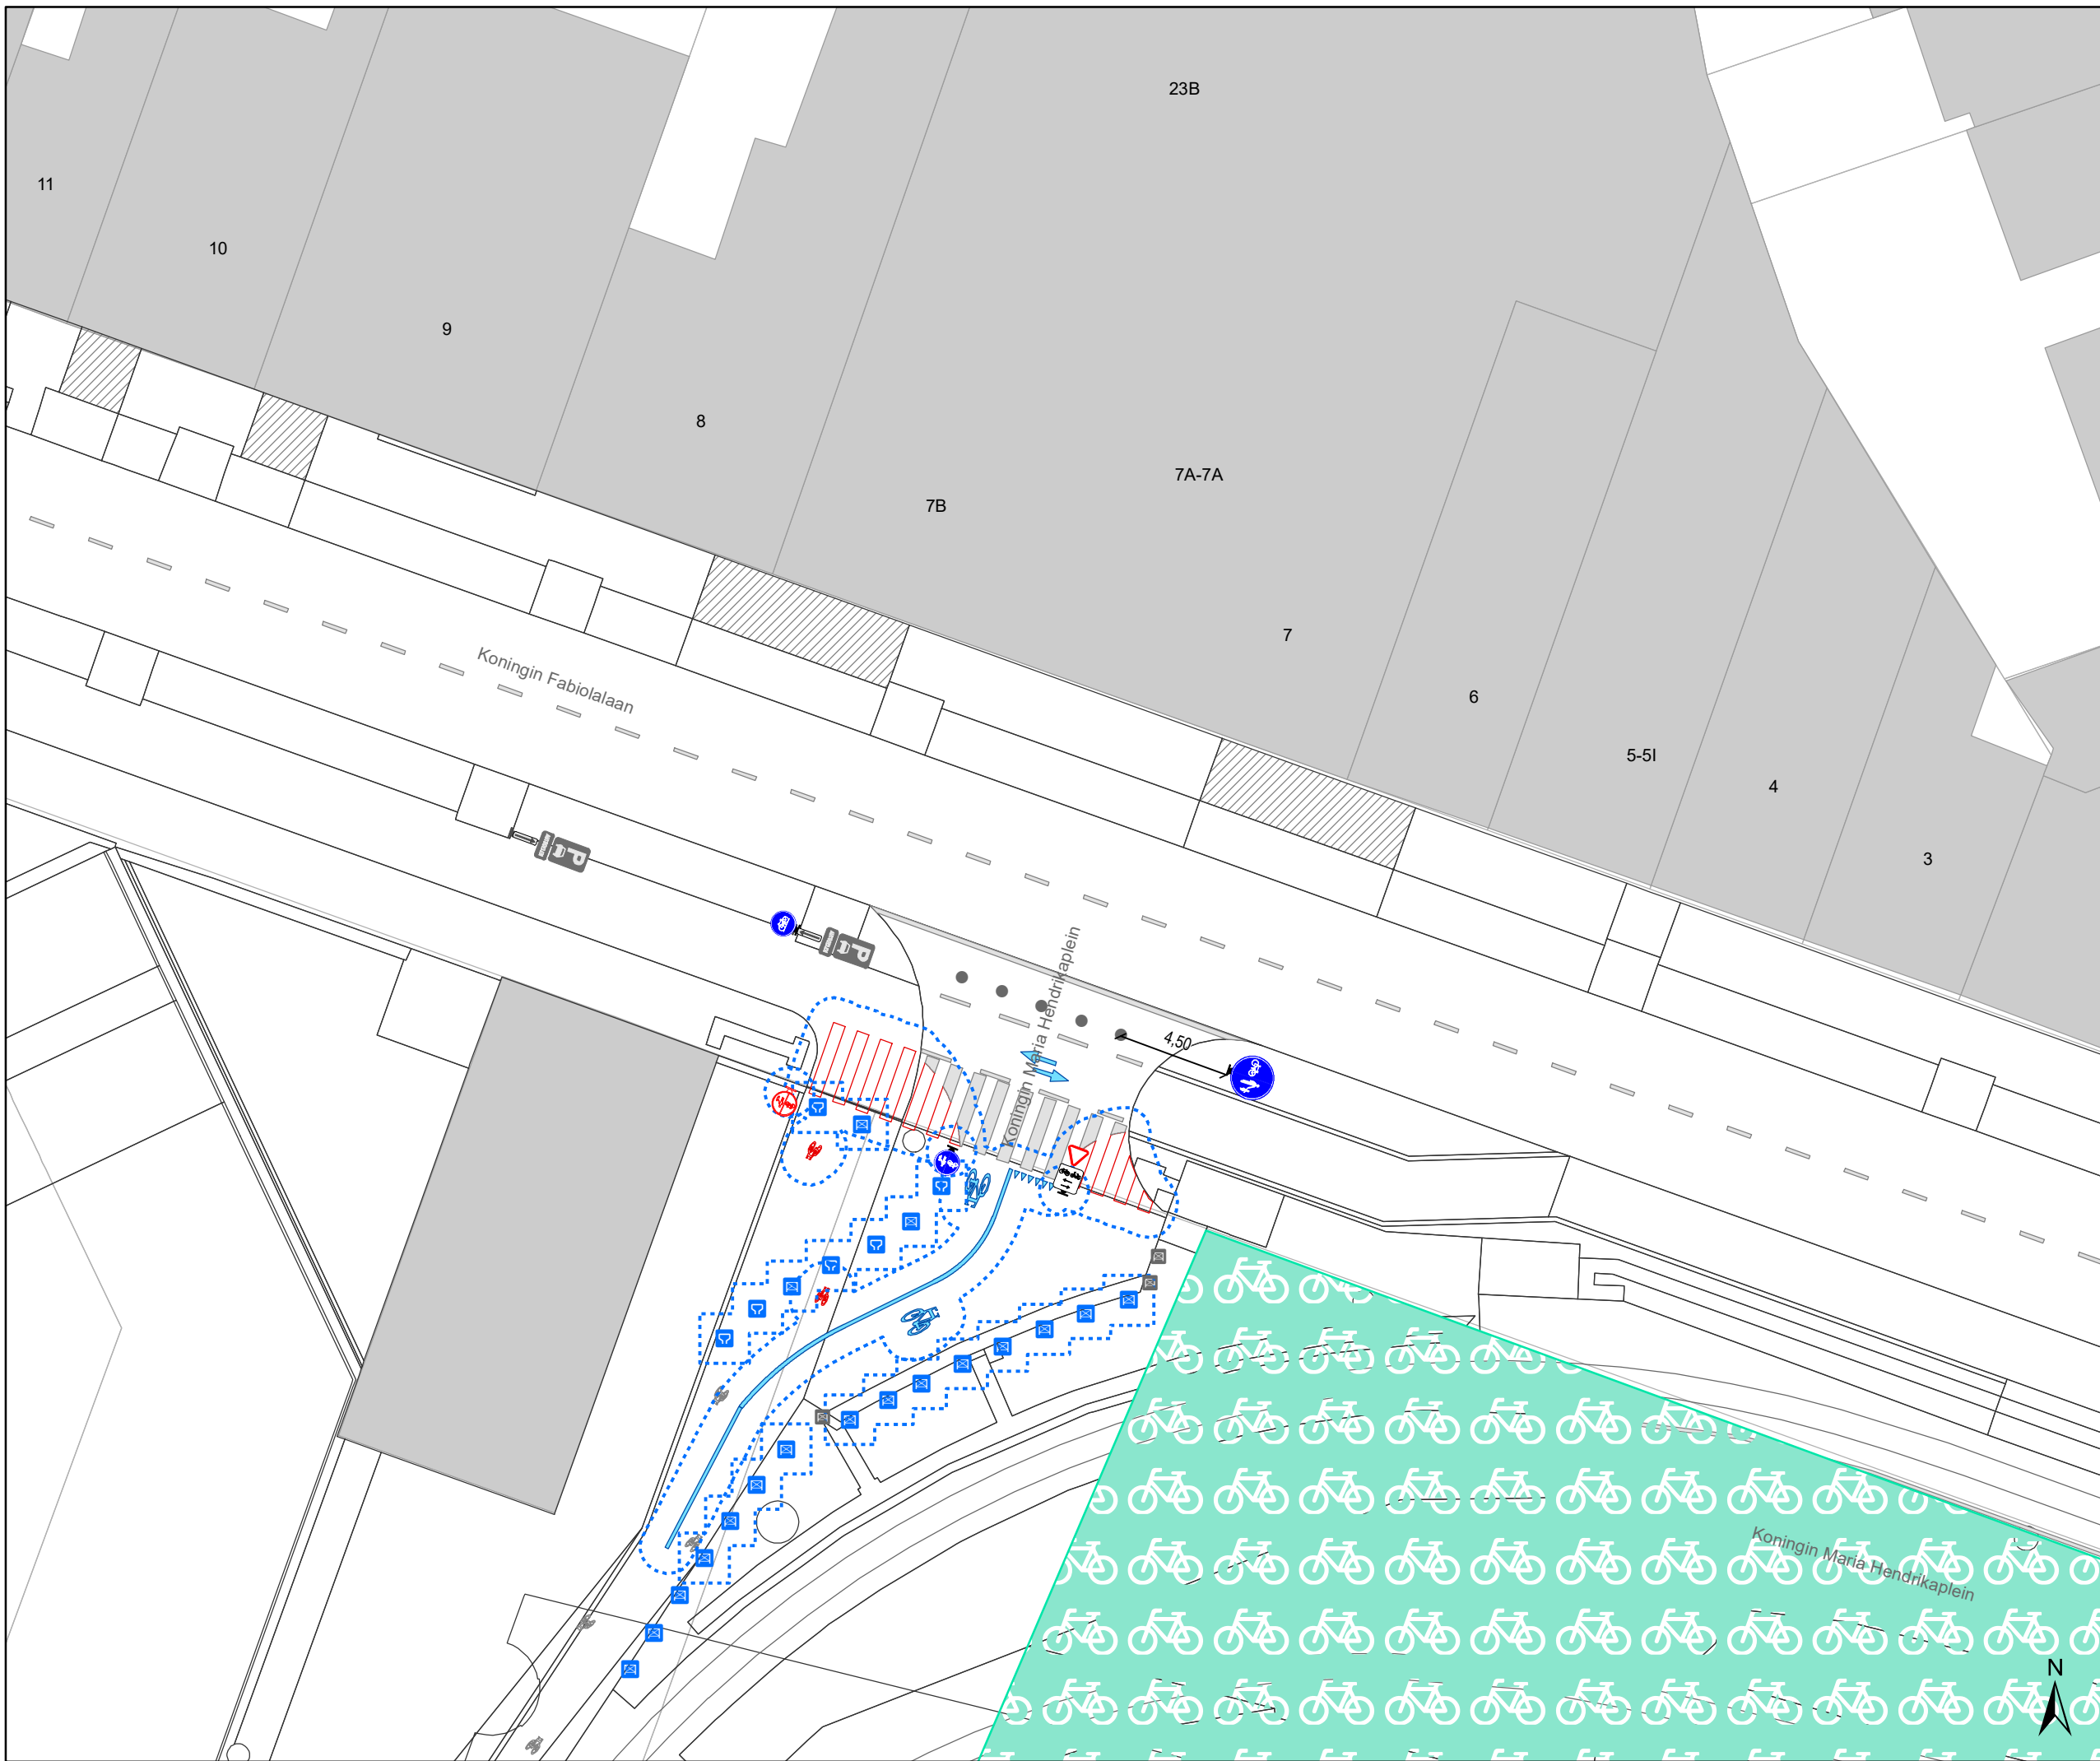 23B
11
10
9
8
7A-7A
7B
7
6
5-5I
4
3
Koningin Fabiolalaan
P
P
Koningin Maria Hendrikaplein
4,50
Koningin Maria Hendrikaplein
N